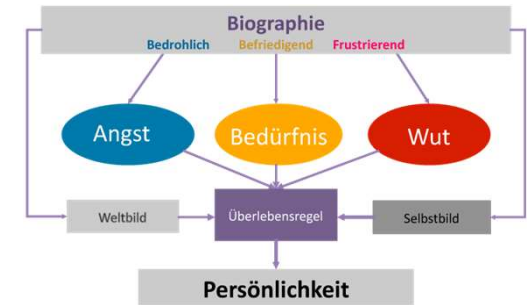 Biographie
Bedrohlich Befriedigend Frustrierend
Angst Bedürfnis Wut
Weltbild Überlebensregel Selbstbild
Persönlichkeit